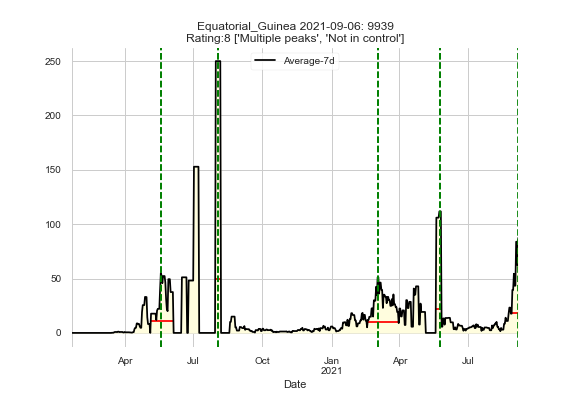 Equatorial_Guinea 2021-09-06: 9939
Rating:8 ['Multiple peaks', 'Not in control']
Average-7d
250
200
150
100
50
0
Apr
Jul
Oct
Jan
2021
Apr
Jul
Date